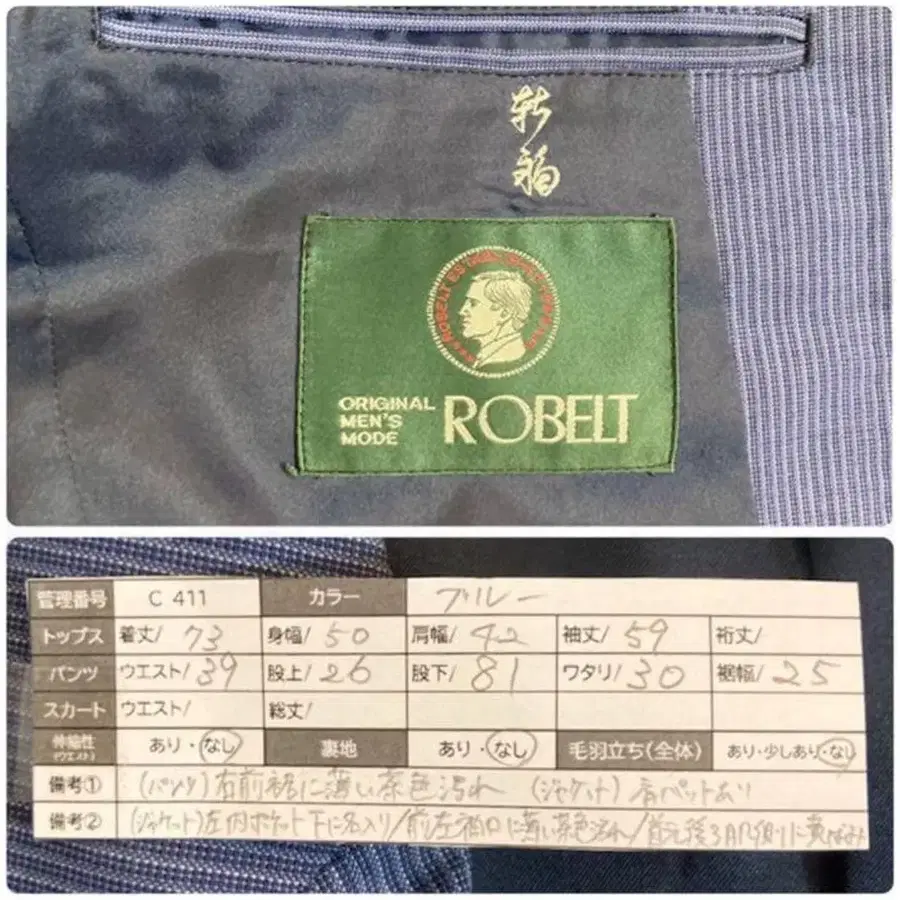 新福
ROBELT
ORIGINAL MEN'S MODE ROBELT
管理番号 C 411 カラー ブルー
トップス 着丈/ 73 身幅/ 50 肩幅/ 42 袖丈/ 59 裄丈/
パンツ ウエスト/ 39 股上/ 26 股下/ 81 ワタリ/ 30 裾幅/ 25
スカート ウエスト/ 総丈/
伸縮性(ウエスト) あり・なし 裏地 あり・なし 毛羽立ち(全体) あり・少しあり・なし
備考① (パンツ) 右前裾に薄い茶色汚れ (ジャケット) 肩パットあり
備考② (ジャケット) 左内ポケット下に名入り/前左袖口に薄い茶色汚れ/首元後ろ内側に黄ばみ